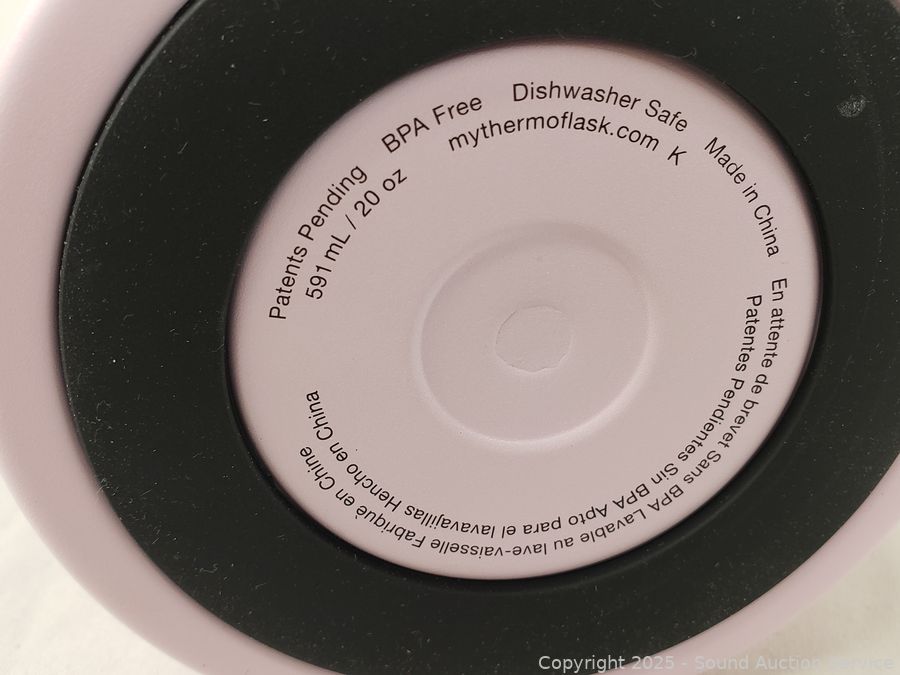 Patents Pending BPA Free Dishwasher Safe Made in China
591 mL / 20 oz mythermoflask.com K
En attente de brevet Sans BPA Lavable au lave-vaisselle Fabriqué en Chine
Patentes Pendientes Sin BPA Apto para el lavavajillas Hencho en China
Copyright 2025 - Sound Auction Service